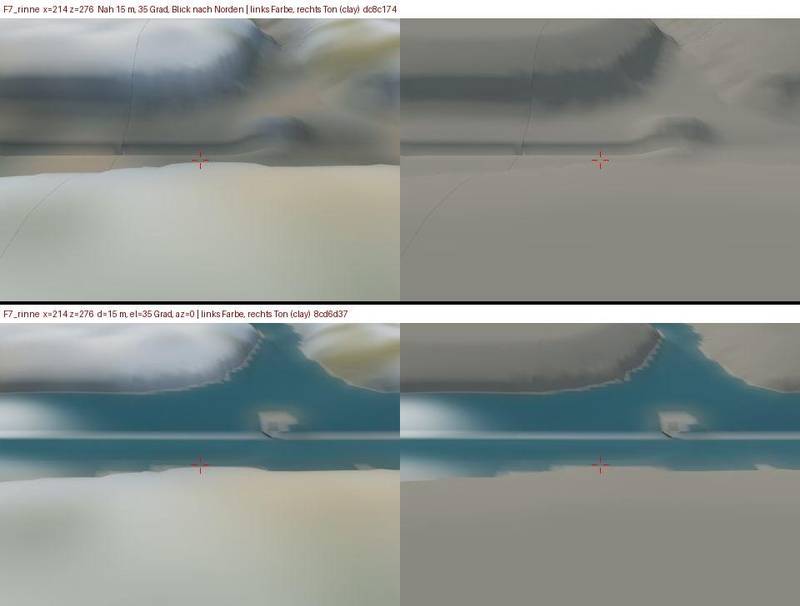 F7_rinne x=214 z=276 Nah 15 m, 35 Grad, Blick nach Norden | links Farbe, rechts Ton (clay) dc8c174
F7_rinne x=214 z=276 d=15 m, el=35 Grad, az=0 | links Farbe, rechts Ton (clay) 8cd6d37